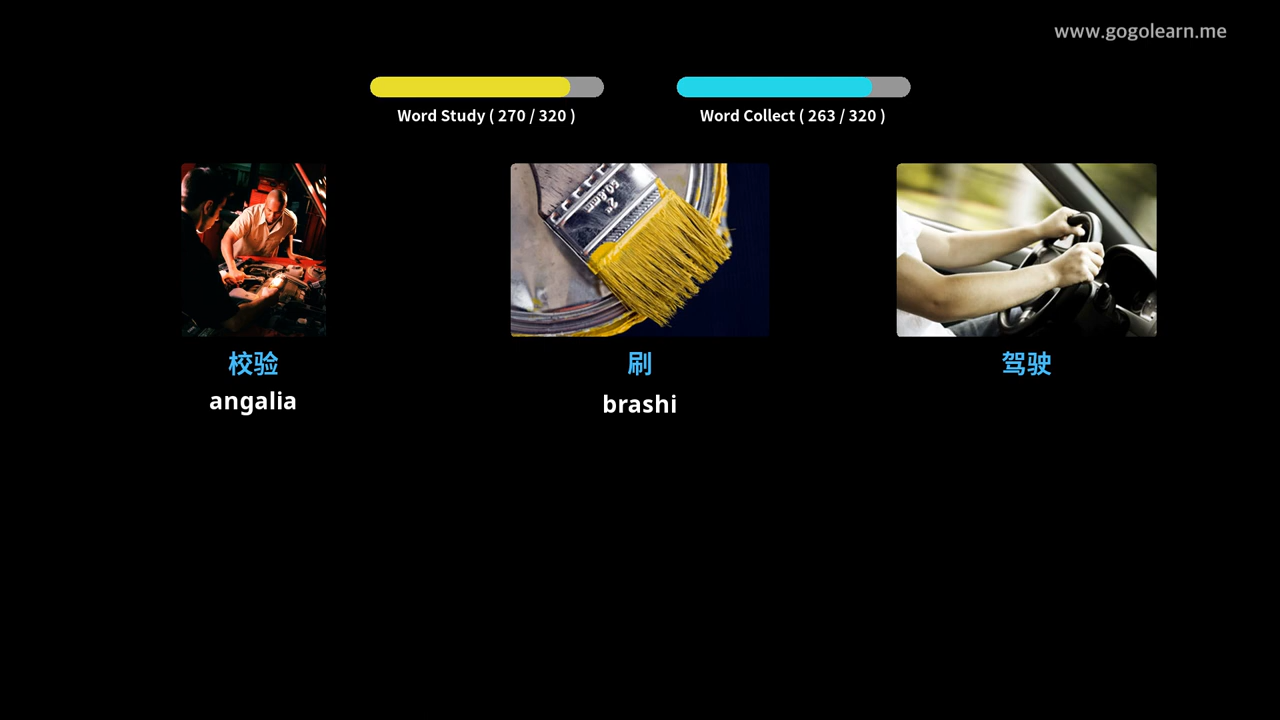 www.gogolearn.me
Word Study ( 270 / 320 )
Word Collect ( 263 / 320 )
校验
刷
驾驶
angalia
brashi